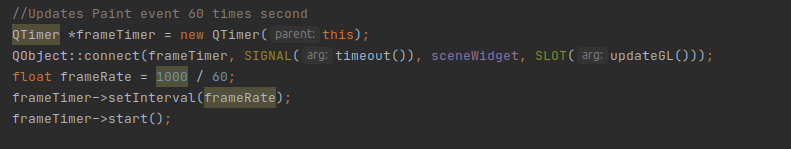 //Updates Paint event 60 times second
QTimer *frameTimer = new QTimer( parent: this);
QObject::connect(frameTimer, SIGNAL( arg: timeout()), sceneWidget, SLOT( arg: updateGL()));
float frameRate = 1000 / 60;
frameTimer->setInterval(frameRate);
frameTimer->start();